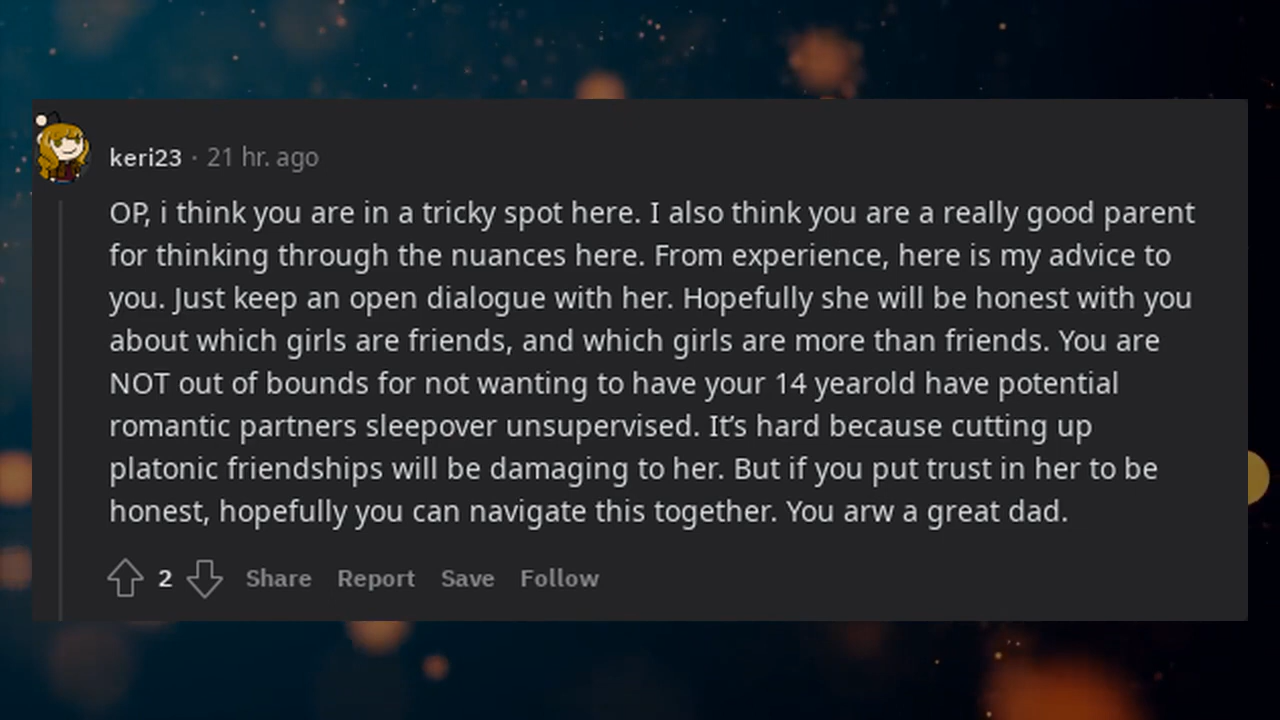 keri23 · 21 hr. ago
OP, i think you are in a tricky spot here. I also think you are a really good parent
for thinking through the nuances here. From experience, here is my advice to
you. Just keep an open dialogue with her. Hopefully she will be honest with you
about which girls are friends, and which girls are more than friends. You are
NOT out of bounds for not wanting to have your 14 yearold have potential
romantic partners sleepover unsupervised. It’s hard because cutting up
platonic friendships will be damaging to her. But if you put trust in her to be
honest, hopefully you can navigate this together. You arw a great dad.
2 Share Report Save Follow